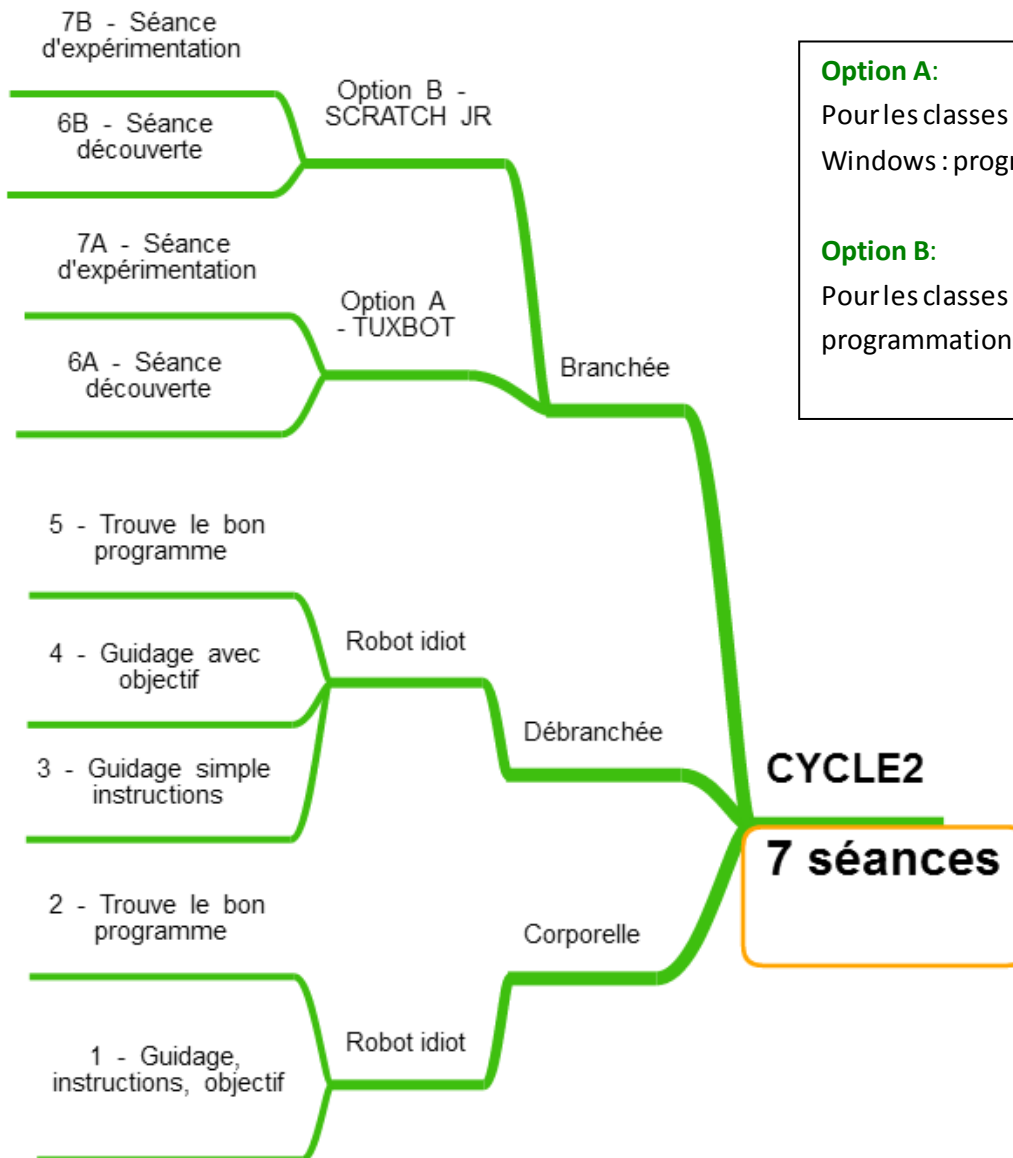 7B - Séance
d'expérimentation
6B - Séance
découverte
Option B -
SCRATCH JR
7A - Séance
d'expérimentation
6A - Séance
découverte
Option A
- TUXBOT
Branchée
5 - Trouve le bon
programme
4 - Guidage avec
objectif
3 - Guidage simple
instructions
Robot idiot
Débranchée
2 - Trouve le bon
programme
1 - Guidage,
instructions, objectif
Robot idiot
Corporelle
CYCLE2
7 séances
Option A:
Pour les classes
Windows : progr
Option B:
Pour les classes
programmation